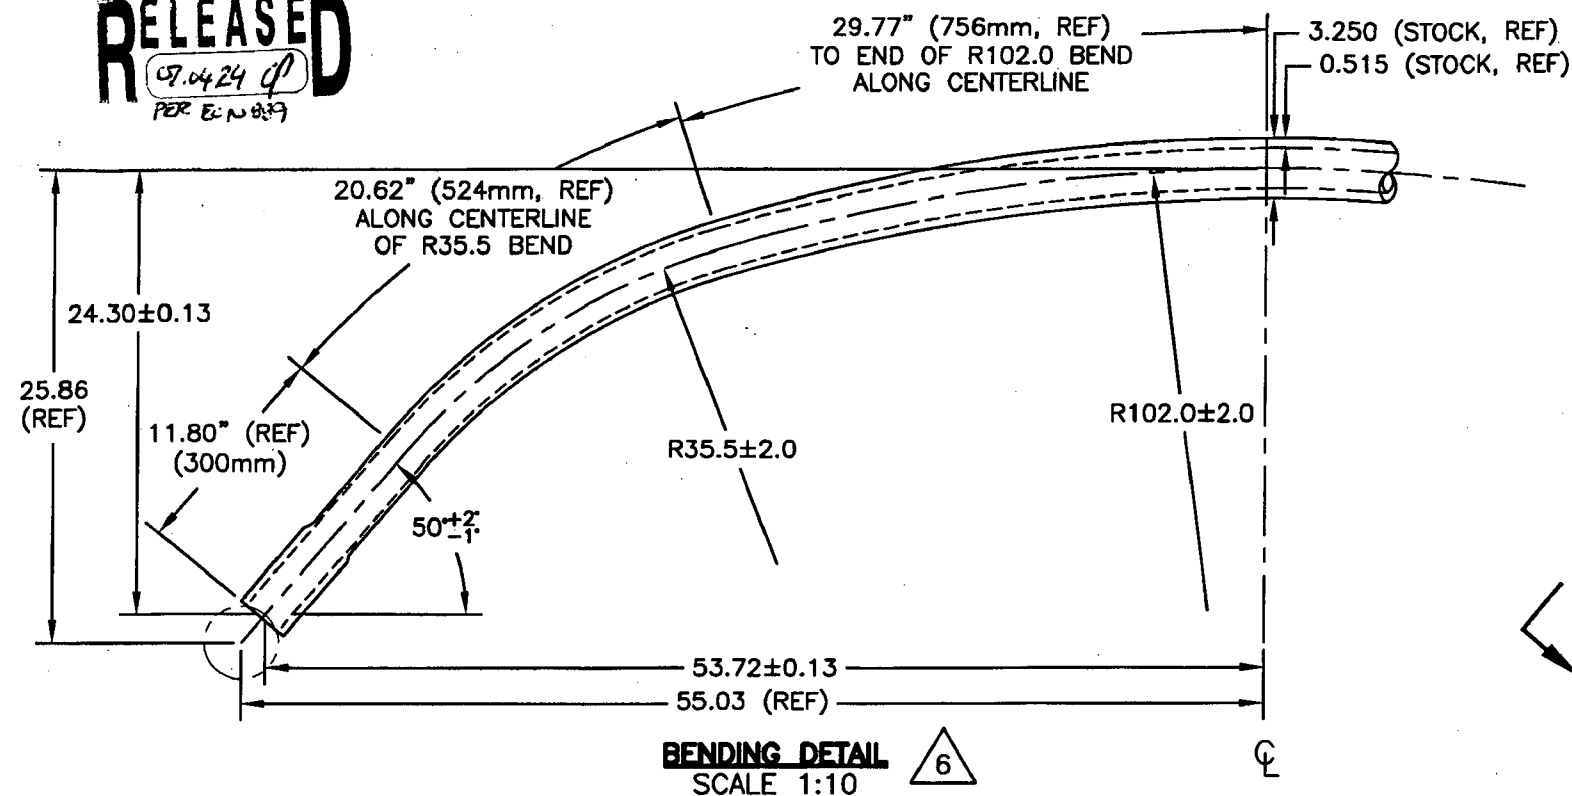 RELEASED
07.04.24
PER ECN
29.77" (756mm, REF)
TO END OF R102.0 BEND
ALONG CENTERLINE
3.250 (STOCK, REF)
0.515 (STOCK, REF)
20.62" (524mm, REF)
ALONG CENTERLINE
OF R35.5 BEND
24.30±0.13
25.86
(REF)
11.80" (REF)
(300mm)
R35.5±2.0
R102.0±2.0
50° +2° -1°
53.72±0.13
55.03 (REF)
BENDING DETAIL
SCALE 1:10
6
℄